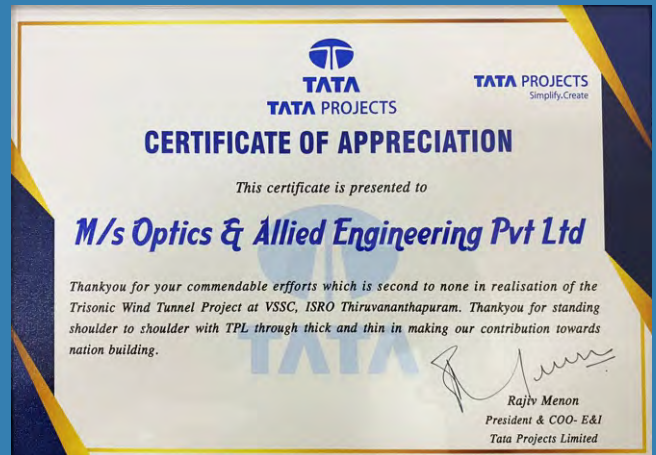 TATA
TATA PROJECTS
TATA PROJECTS
Simplify.Create
CERTIFICATE OF APPRECIATION
This certificate is presented to
M/s Optics & Allied Engineering Pvt Ltd
Thankyou for your commendable erfforts which is second to none in realisation of the
Trisonic Wind Tunnel Project at VSSC, ISRO Thiruvananthapuram. Thankyou for standing
shoulder to shoulder with TPL through thick and thin in making our contribution towards
nation building.
TATA
Rajiv Menon
President & COO- E&I
Tata Projects Limited